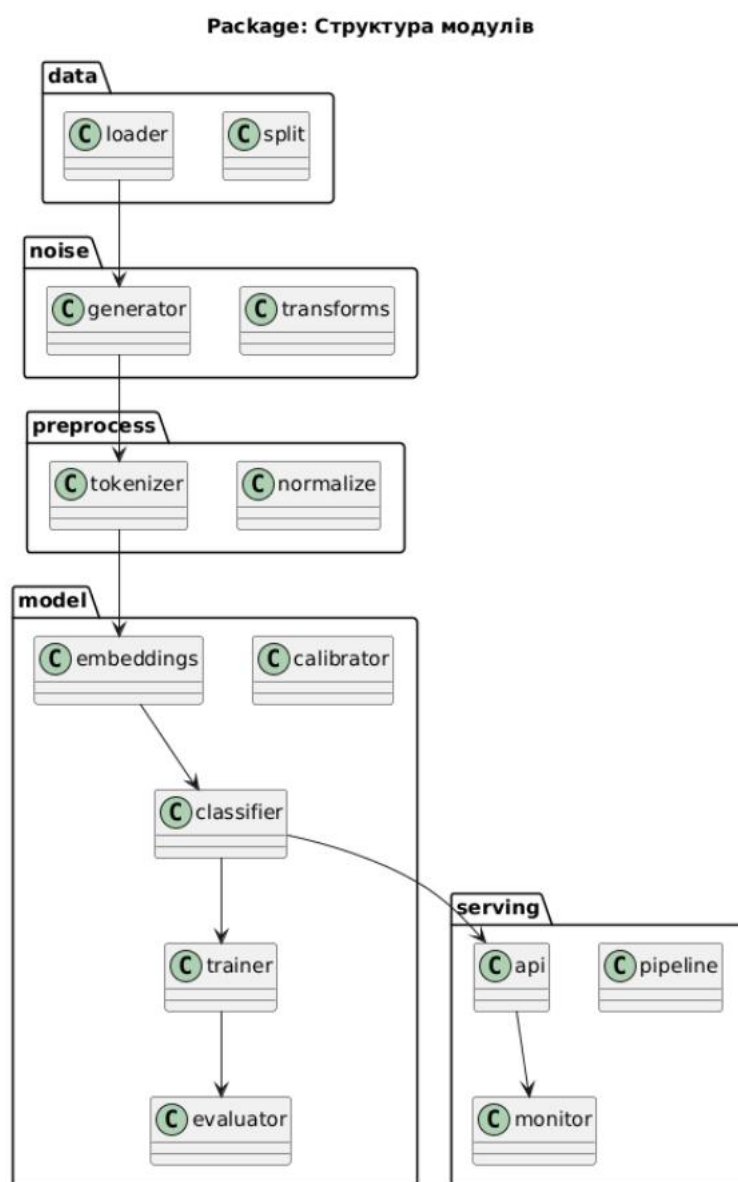 Package: Структура модулів
data
C loader
C split
noise
C generator
C transforms
preprocess
C tokenizer
C normalize
model
C embeddings
C calibrator
C classifier
serving
C trainer
C api
C pipeline
C evaluator
C monitor